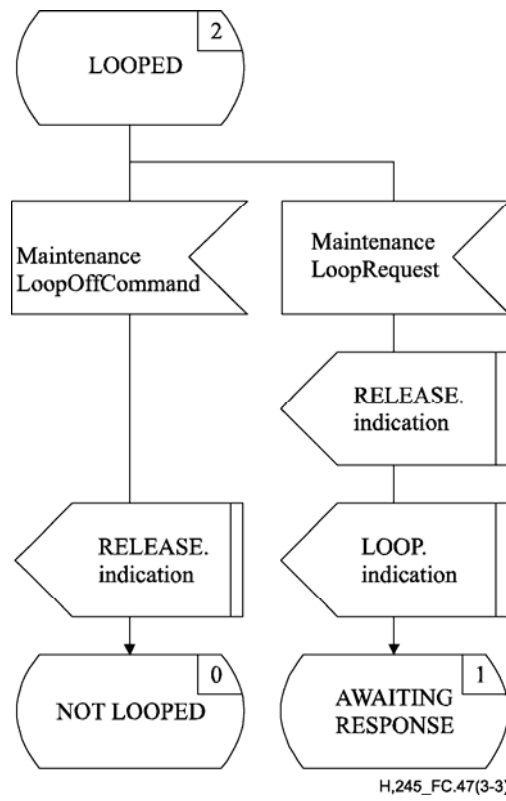 2
LOOPED
Maintenance
LoopOffCommand
Maintenance
LoopRequest
RELEASE.
indication
RELEASE.
indication
LOOP.
indication
0
NOT LOOPED
1
AWAITING
RESPONSE
H,245_FC.47(3-3)